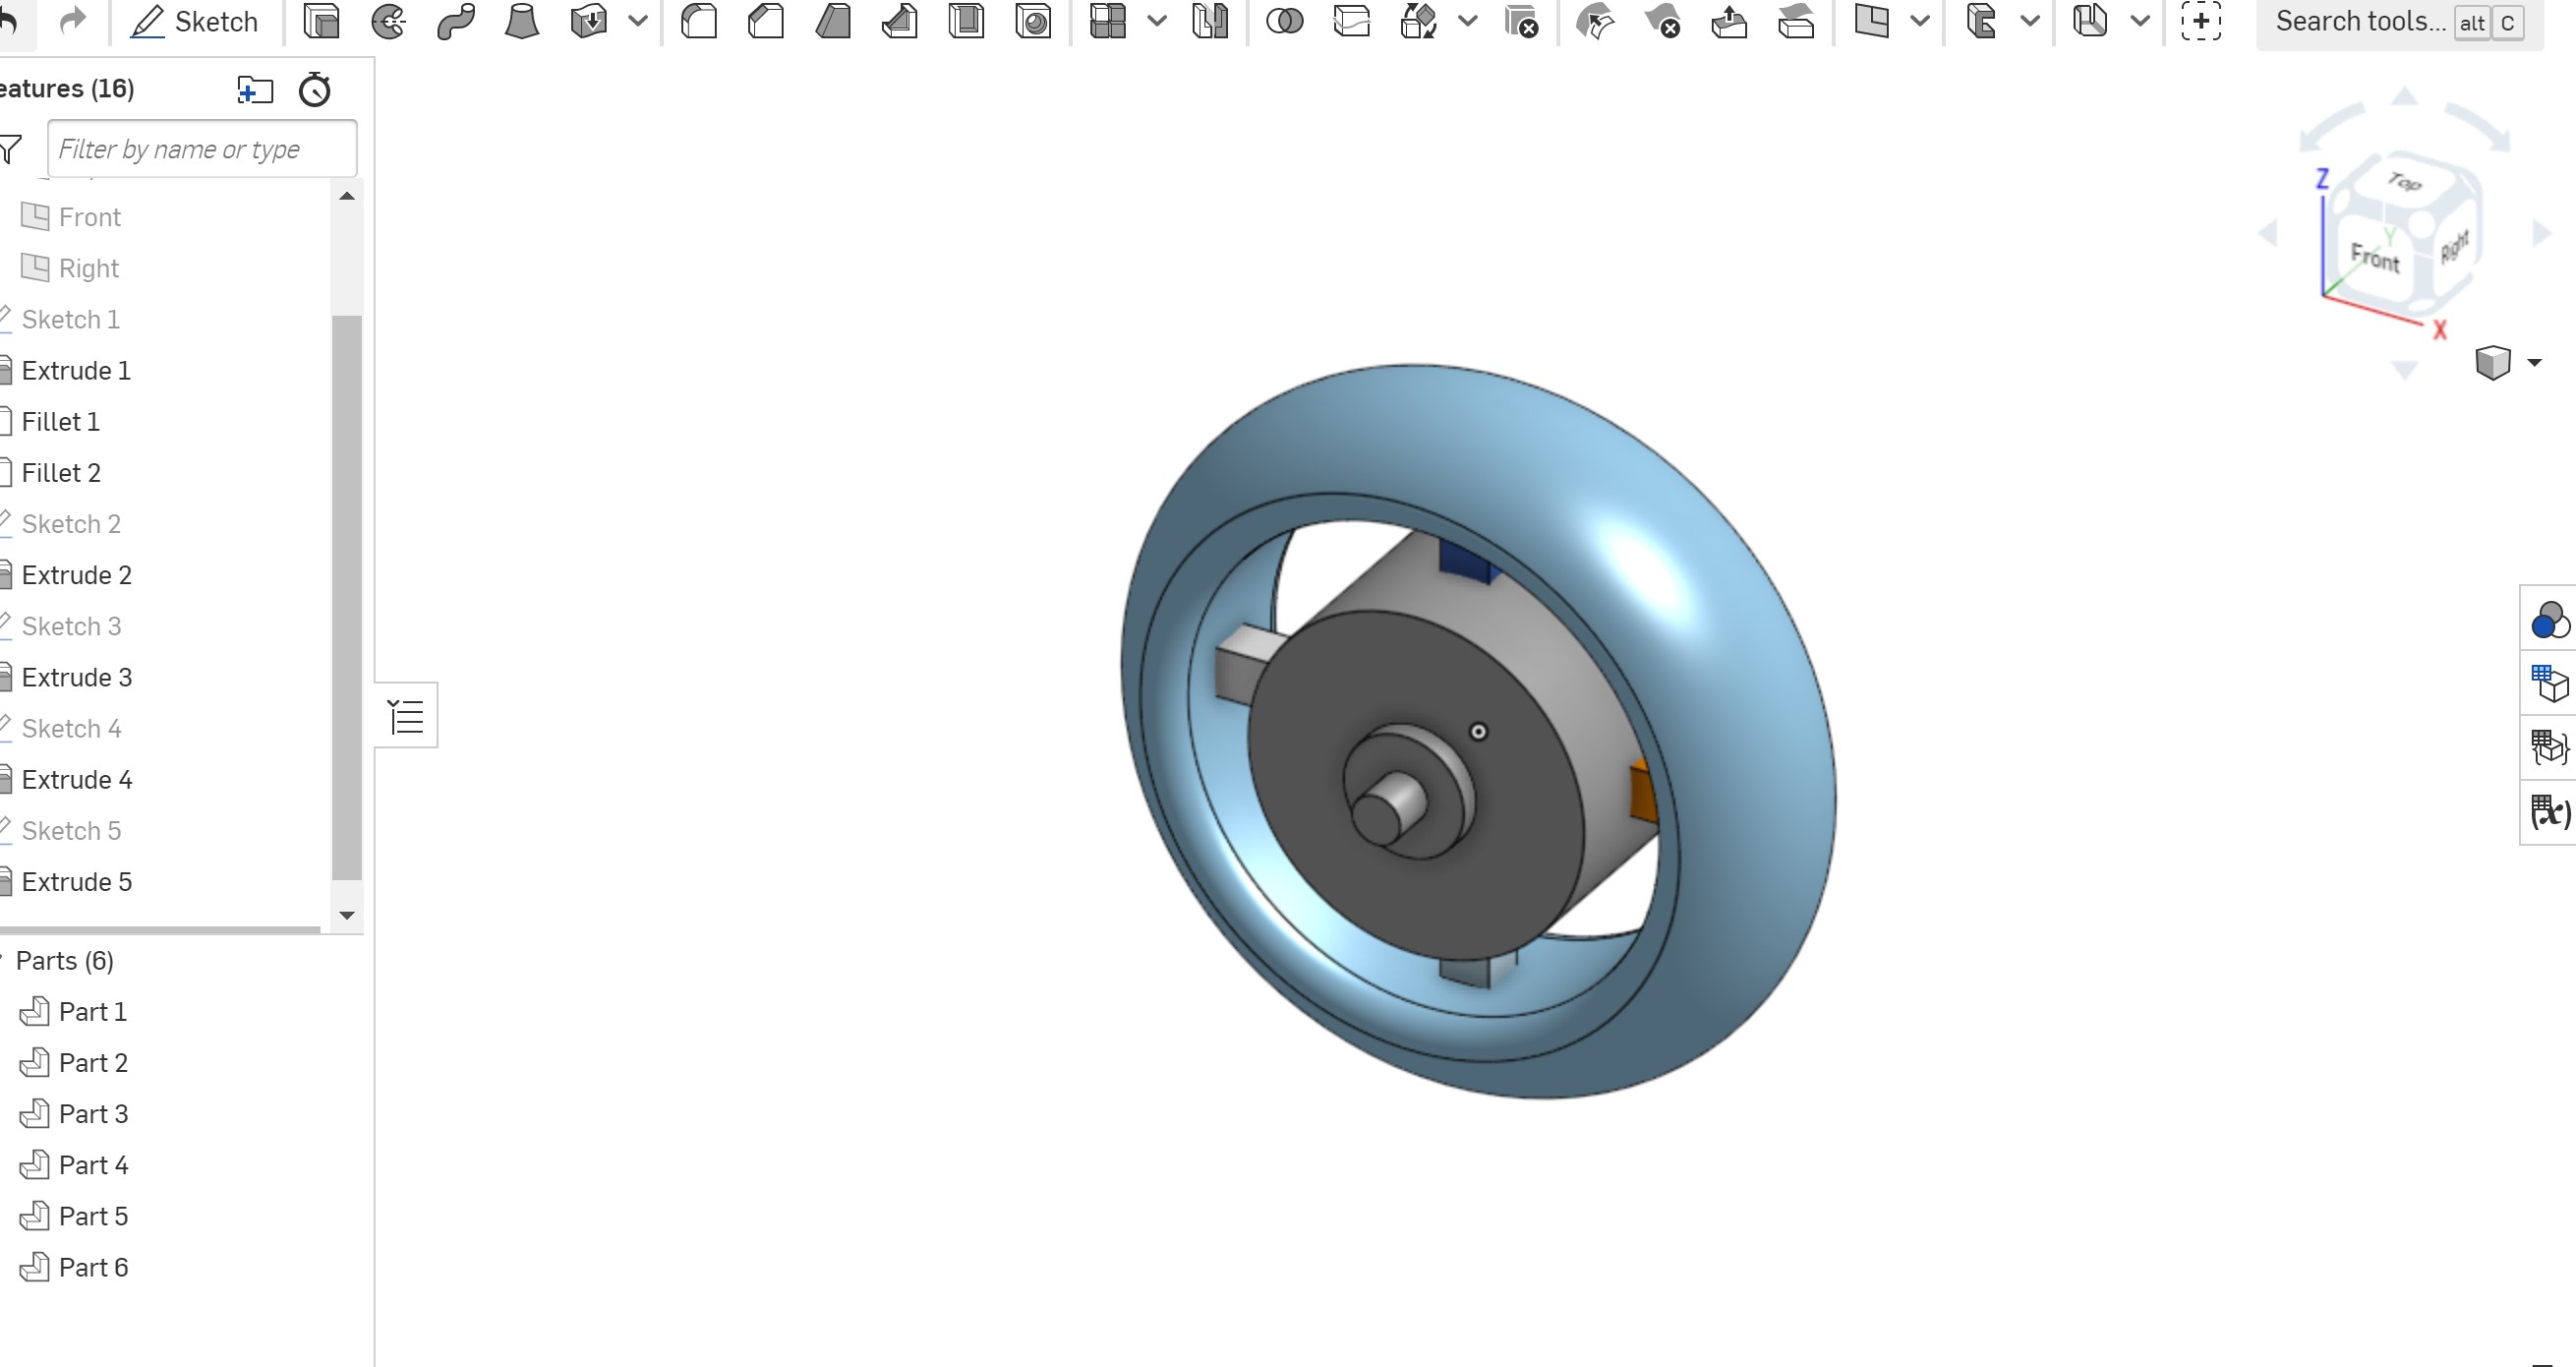 Sketch
Search tools... alt C
eatures (16)
Filter by name or type
Front
Right
Sketch 1
Extrude 1
Fillet 1
Fillet 2
Sketch 2
Extrude 2
Sketch 3
Extrude 3
Sketch 4
Extrude 4
Sketch 5
Extrude 5
Parts (6)
Part 1
Part 2
Part 3
Part 4
Part 5
Part 6
Z
Top
Y
Front
Right
X
(x)